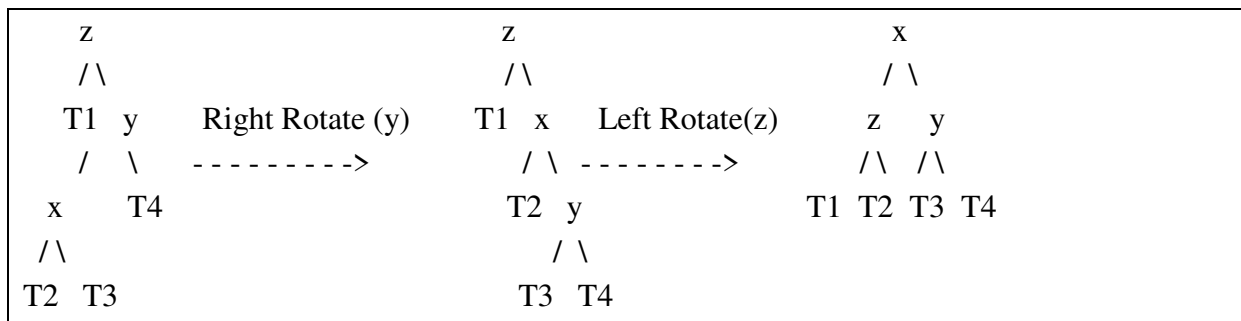 z z x
/ \ / \ / \
T1 y Right Rotate (y) T1 x Left Rotate(z) z y
/ \ - - - - - - - - -> / \ - - - - - - - -> / \ / \
x T4 T2 y T1 T2 T3 T4
/ \ / \
T2 T3 T3 T4